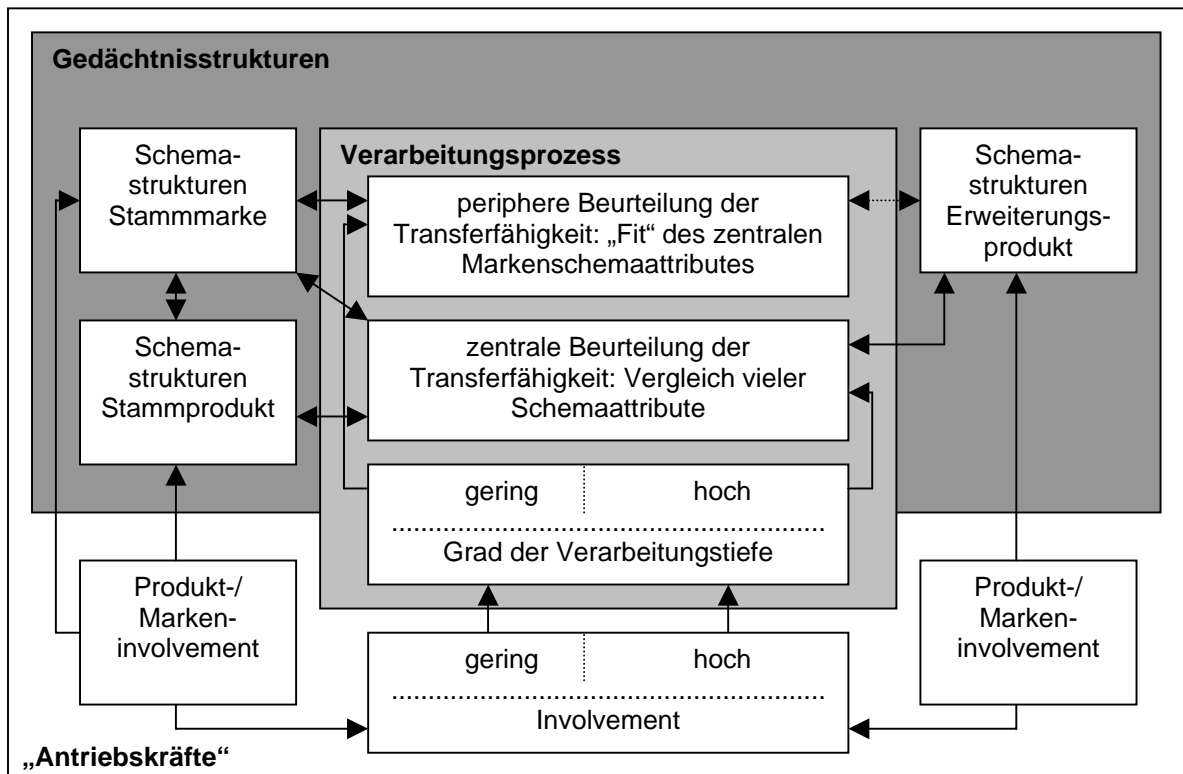 Gedächtnisstrukturen
Schema-
strukturen
Stammmarke
Verarbeitungsprozess
periphere Beurteilung der
Transferfähigkeit: „Fit“ des zentralen
Markenschemaattributes
Schema-
strukturen
Erweiterungs-
produkt
Schema-
strukturen
Stammprodukt
zentrale Beurteilung der
Transferfähigkeit: Vergleich vieler
Schemaattribute
gering hoch
Grad der Verarbeitungstiefe
Produkt-/
Marken-
involvement
gering hoch
Involvement
Produkt-/
Marken-
involvement
„Antriebskräfte“